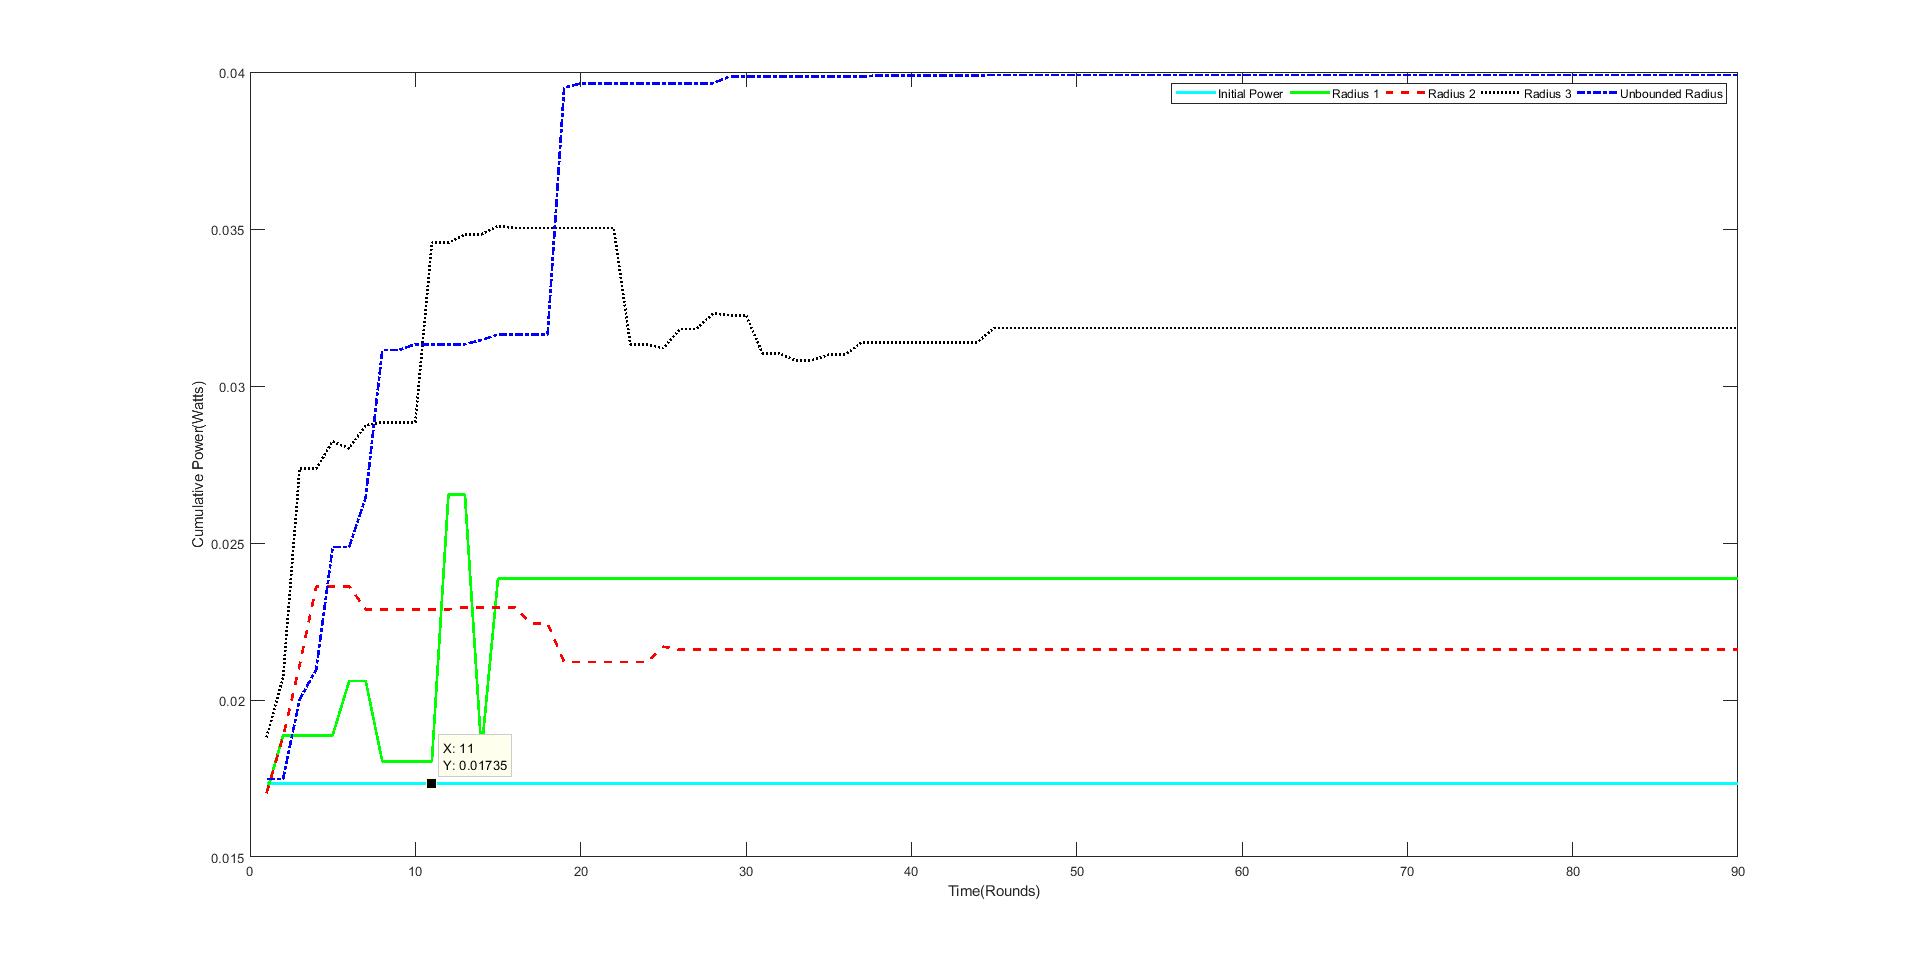 0.04
0.035
0.03
0.025
0.02
0.015
Cumulative Power(Watts)
Initial Power Radius 1 Radius 2 Radius 3 Unbounded Radius
X: 11
Y: 0.01735
0 10 20 30 40 50 60 70 80 90
Time(Rounds)